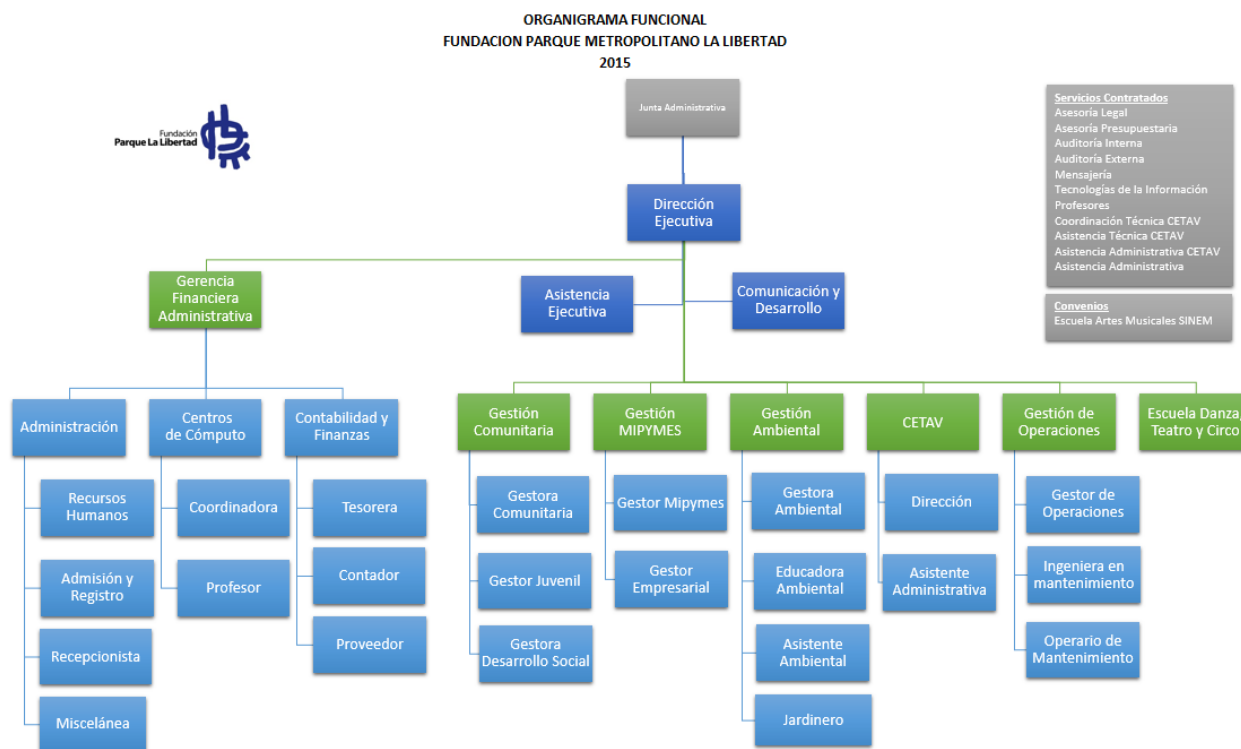 ORGANIGRAMA FUNCIONAL
FUNDACION PARQUE METROPOLITANO LA LIBERTAD
2015
Fundación
Parque La Libertad
Junta Administrativa
Servicios Contratados
Asesoría Legal
Asesoría Presupuestaria
Auditoría Interna
Auditoría Externa
Mensajería
Tecnologías de la Información
Profesores
Coordinación Técnica CETAV
Asistencia Técnica CETAV
Asistencia Administrativa CETAV
Asistencia Administrativa
Convenios
Escuela Artes Musicales SINEM
Dirección
Ejecutiva
Gerencia
Financiera
Administrativa
Asistencia
Ejecutiva
Comunicación y
Desarrollo
Administración
Centros
de Cómputo
Contabilidad y
Finanzas
Gestión
Comunitaria
Gestión
MIPYMES
Gestión
Ambiental
CETAV
Gestión de
Operaciones
Escuela Danza,
Teatro y Circo
Recursos
Humanos
Admisión y
Registro
Recepcionista
Miscelánea
Coordinadora
Profesor
Tesorera
Contador
Proveedor
Gestora
Comunitaria
Gestor Juvenil
Gestora
Desarrollo Social
Gestor Mipymes
Gestor
Empresarial
Gestora
Ambiental
Educadora
Ambiental
Asistente
Ambiental
Jardinero
Dirección
Asistente
Administrativa
Gestor de
Operaciones
Ingeniera en
mantenimiento
Operario de
Mantenimiento